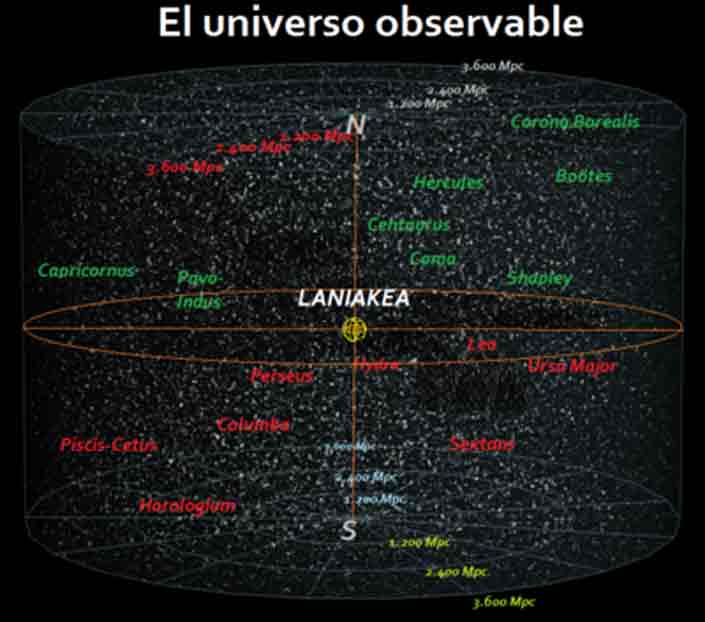 El universo observable
3.600 Mpc
2.400 Mpc
1.200 Mpc
N
1.200 Mpc
2.400 Mpc
3.600 Mpc
Corona Borealis
Hercules
Boötes
Centaurus
Coma
Capricornus
Pavo-
Indus
Shapley
LANIAKEA
Leo
Hydra
Perseus
Ursa Major
Columba
Piscis-Cetus
Sextans
3.600 Mpc
2.400 Mpc
1.200 Mpc
Horologium
S
1.200 Mpc
2.400 Mpc
3.600 Mpc